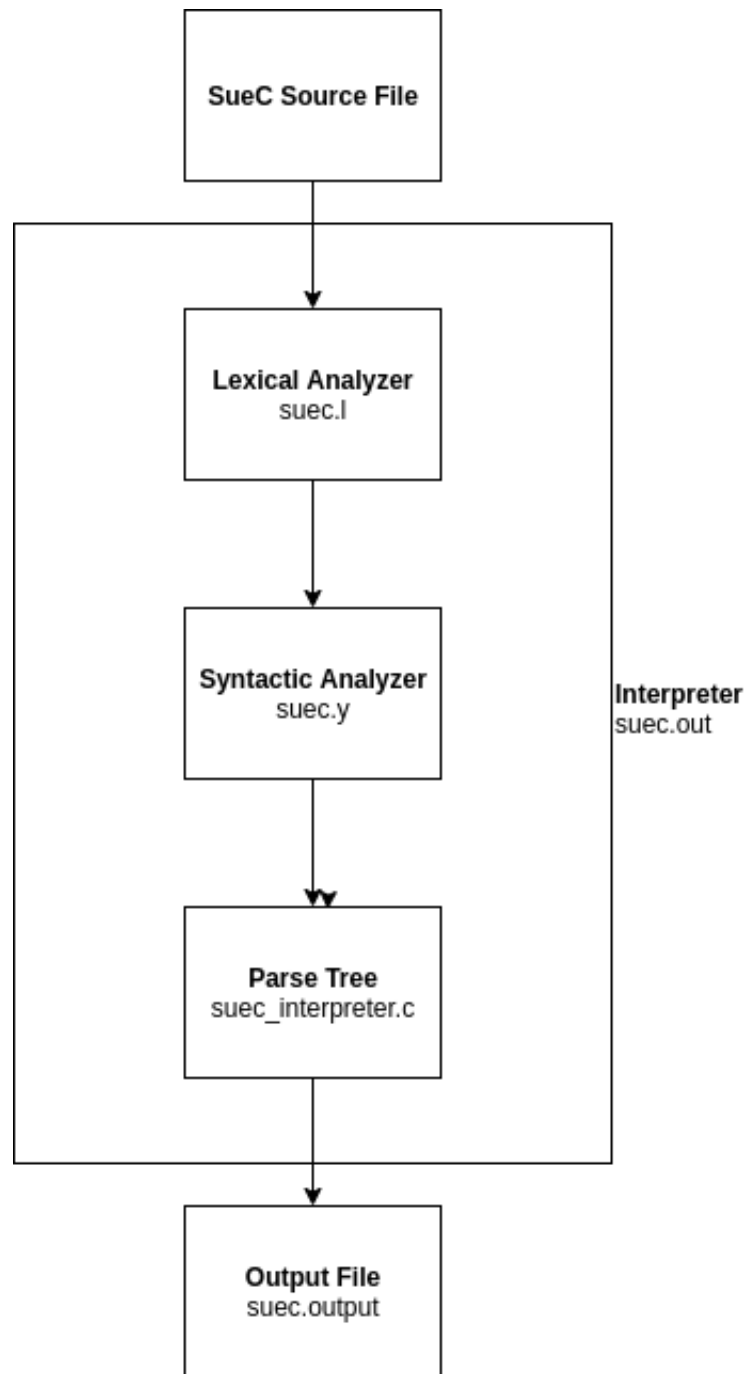 SueC Source File
Lexical Analyzer
suec.l
Syntactic Analyzer
suec.y
Interpreter
suec.out
Parse Tree
suec_interpreter.c
Output File
suec.output